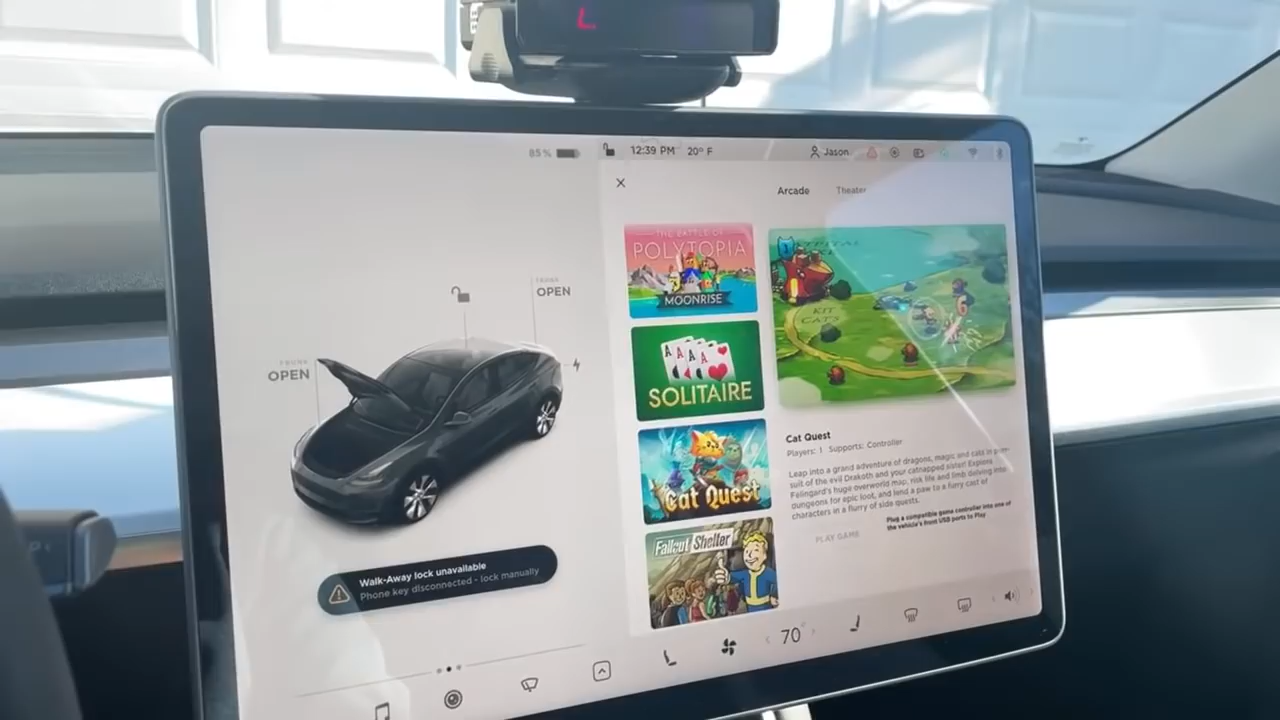 L
85 %
12:39 PM
20° F
Jason
Arcade
Theater
THE BATTLE OF
POLYTOPIA
MOONRISE
KIT
CATS
TRUNK
OPEN
FRUNK
OPEN
A A A A
SOLITAIRE
Cat Quest
Cat Quest
Players: 1 Supports: Controller
Leap into a grand adventure of dragons, magic and cats in pur-
suit of the evil Drakoth and your catnapped sister! Explore
Felingard's huge overworld map, risk life and limb delving into
dungeons for epic loot, and lend a paw to a furry cast of
characters in a flurry of side quests.
PLAY GAME
Plug a compatible game controller into one of
the vehicle's front USB ports to Play
Fallout Shelter
Walk-Away lock unavailable
Phone key disconnected - lock manually
70